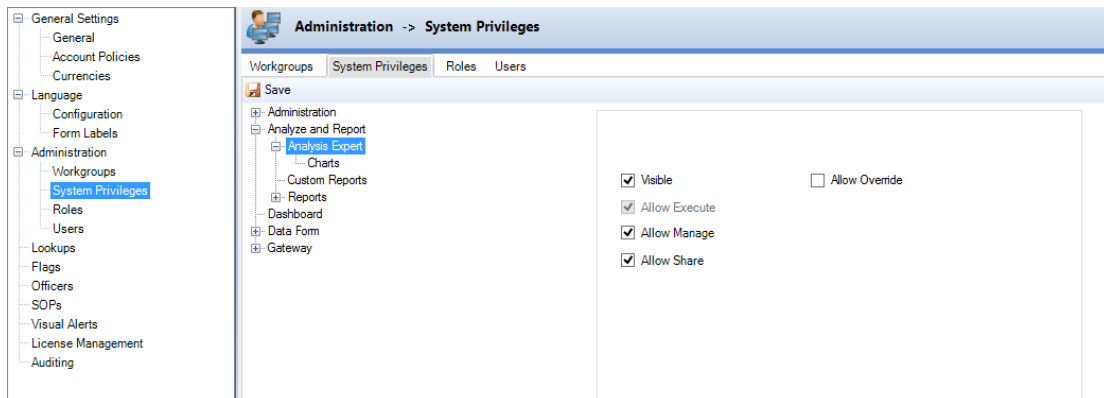 General Settings
General
Account Policies
Currencies
Language
Configuration
Form Labels
Administration
Workgroups
System Privileges
Roles
Users
Lookups
Flags
Officers
SOPs
Visual Alerts
License Management
Auditing
Administration -> System Privileges
Workgroups System Privileges Roles Users
Save
Administration
Analyze and Report
Analysis Expert
Charts
Custom Reports
Reports
Dashboard
Data Form
Gateway
Visible Allow Override
Allow Execute
Allow Manage
Allow Share